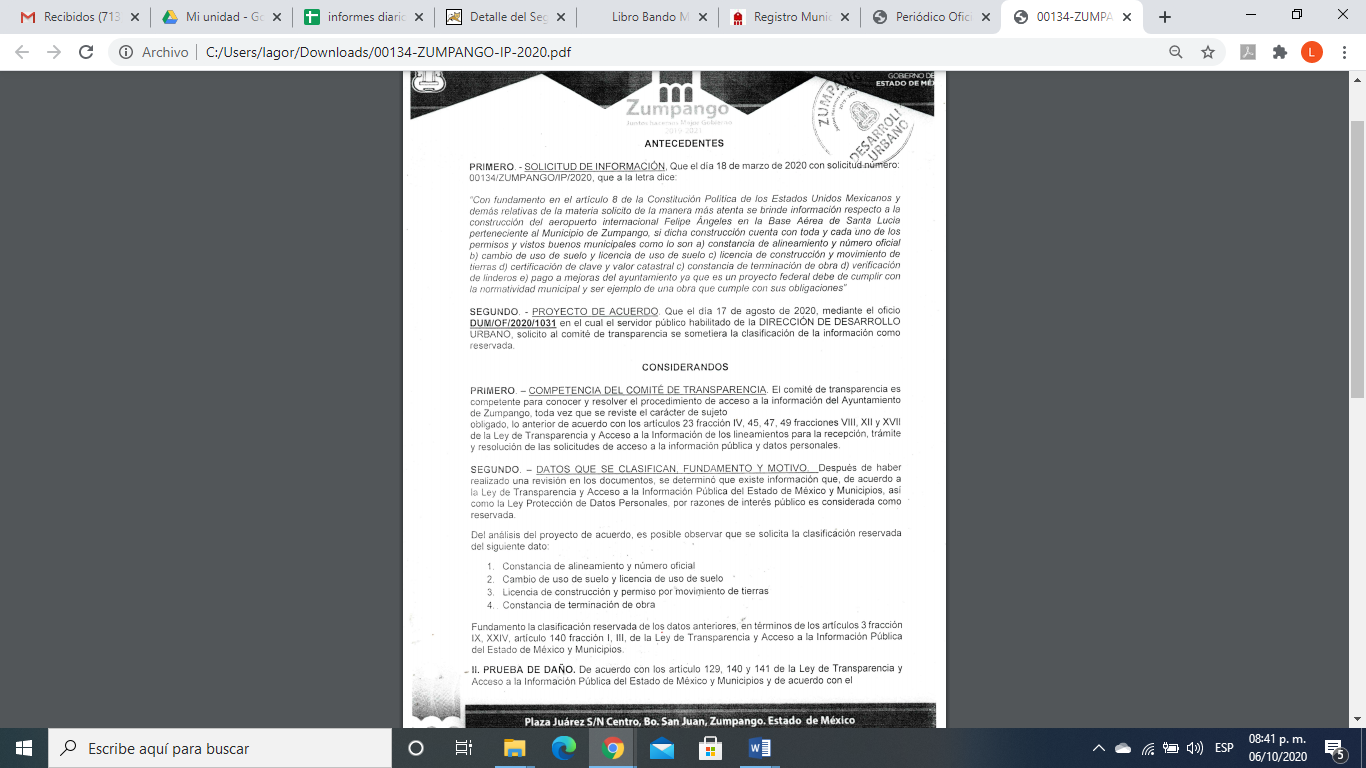 Recibidos (713
Mi unidad - Go
informes diario
Detalle del Seg
Libro Bando M
Registro Munic
Periódico Ofici
00134-ZUMPA
Archivo
C:/Users/lagor/Downloads/00134-ZUMPANGO-IP-2020.pdf
L
GOBIERNO DE
ESTADO DE MÉ
m
Zumpango
Juntos hacemos Mejor Gobierno
2019-2021
ZUMPANG
DESARROLL
URBANO
ANTECEDENTES
PRIMERO. - SOLICITUD DE INFORMACIÓN, Que el día 18 de marzo de 2020 con solicitud número:
00134/ZUMPANGO/IP/2020, que a la letra dice:
"Con fundamento en el artículo 8 de la Constitución Política de los Estados Unidos Mexicanos y
demás relativas de la materia solicito de la manera más atenta se brinde información respecto a la
construcción del aeropuerto internacional Felipe Ángeles en la Base Aérea de Santa Lucia
perteneciente al Municipio de Zumpango, si dicha construcción cuenta con toda y cada uno de los
permisos y vistos buenos municipales como lo son a) constancia de alineamiento y número oficial
b) cambio de uso de suelo y licencia de uso de suelo c) licencia de construcción y movimiento de
tierras d) certificación de clave y valor catastral c) constancia de terminación de obra d) verificación
de linderos e) pago a mejoras del ayuntamiento ya que es un proyecto federal debe de cumplir con
la normatividad municipal y ser ejemplo de una obra que cumple con sus obligaciones"
SEGUNDO. - PROYECTO DE ACUERDO. Que el día 17 de agosto de 2020, mediante el oficio
DUM/OF/2020/1031 en el cual el servidor público habilitado de la DIRECCIÓN DE DESARROLLO
URBANO, solicito al comité de transparencia se sometiera la clasificación de la información como
reservada.
CONSIDERANDOS
PRIMERO. – COMPETENCIA DEL COMITÉ DE TRANSPARENCIA. El comité de transparencia es
competente para conocer y resolver el procedimiento de acceso a la información del Ayuntamiento
de Zumpango, toda vez que se reviste el carácter de sujeto
obligado, lo anterior de acuerdo con los artículos 23 fracción IV, 45, 47, 49 fracciones VIII, XII y XVII
de la Ley de Transparencia y Acceso a la Información de los lineamientos para la recepción, trámite
y resolución de las solicitudes de acceso a la información pública y datos personales.
SEGUNDO. – DATOS QUE SE CLASIFICAN, FUNDAMENTO Y MOTIVO. Después de haber
realizado una revisión en los documentos, se determinó que existe información que, de acuerdo a
la Ley de Transparencia y Acceso a la Información Pública del Estado de México y Municipios, así
como la Ley Protección de Datos Personales, por razones de interés público es considerada como
reservada.
Del análisis del proyecto de acuerdo, es posible observar que se solicita la clasificación reservada
del siguiente dato:
1. Constancia de alineamiento y número oficial
2. Cambio de uso de suelo y licencia de uso de suelo
3. Licencia de construcción y permiso por movimiento de tierras
4. Constancia de terminación de obra
Fundamento la clasificación reservada de los datos anteriores, en términos de los artículos 3 fracción
IX, XXIV, artículo 140 fracción I, III, de la Ley de Transparencia y Acceso a la Información Pública
del Estado de México y Municipios.
II. PRUEBA DE DAÑO. De acuerdo con los artículo 129, 140 y 141 de la Ley de Transparencia y
Acceso a la Información Pública del Estado de México y Municipios y de acuerdo con el
Plaza Juárez S/N Centro, Bo. San Juan, Zumpango. Estado de México
Escribe aquí para buscar
ESP
08:41 p. m.
06/10/2020
5